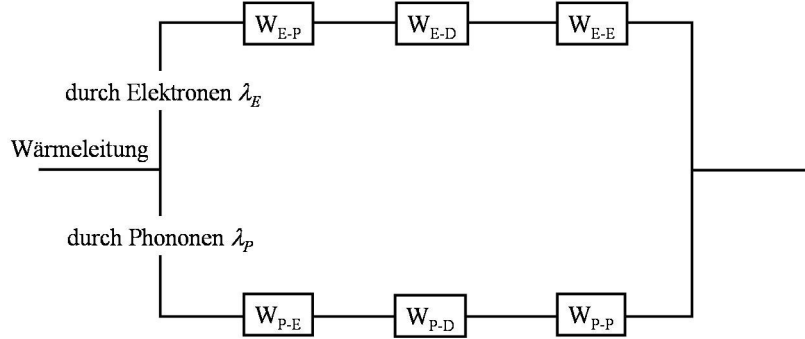 W_E-P W_E-D W_E-E
durch Elektronen λ_E
Wärmeleitung
durch Phononen λ_P
W_P-E W_P-D W_P-P